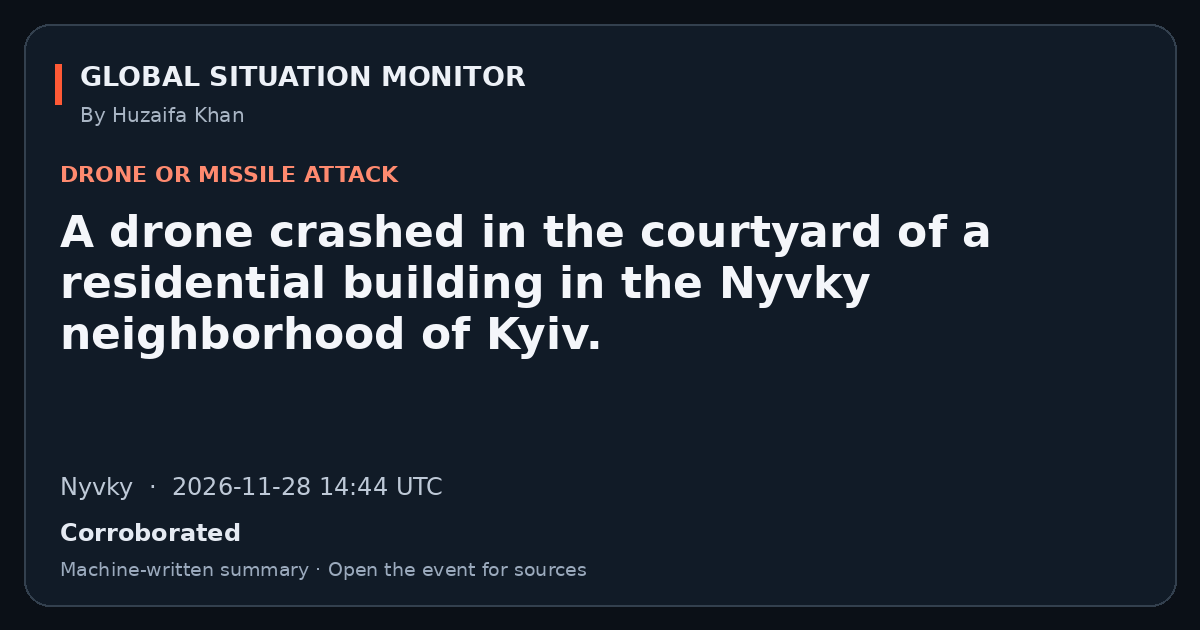 GLOBAL SITUATION MONITOR
By Huzaifa Khan
DRONE OR MISSILE ATTACK
A drone crashed in the courtyard of a
residential building in the Nyvky
neighborhood of Kyiv.
Nyvky · 2026-11-28 14:44 UTC
Corroborated
Machine-written summary · Open the event for sources